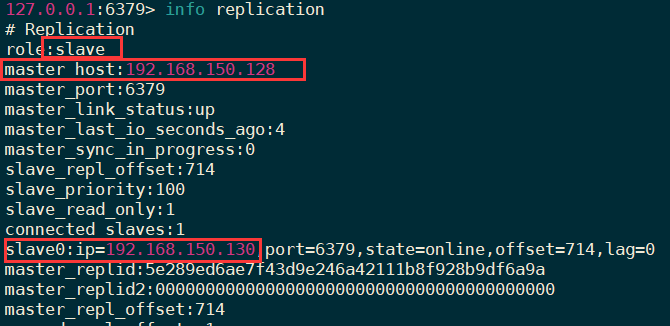 127.0.0.1:6379> info replication
# Replication
role:slave
master_host:192.168.150.128
master_port:6379
master_link_status:up
master_last_io_seconds_ago:4
master_sync_in_progress:0
slave_repl_offset:714
slave_priority:100
slave_read_only:1
connected_slaves:1
slave0:ip=192.168.150.130,port=6379,state=online,offset=714,lag=0
master_replid:5e289ed6ae7f43d9e246a42111b8f928b9df6a9a
master_replid2:0000000000000000000000000000000000000000
master_repl_offset:714